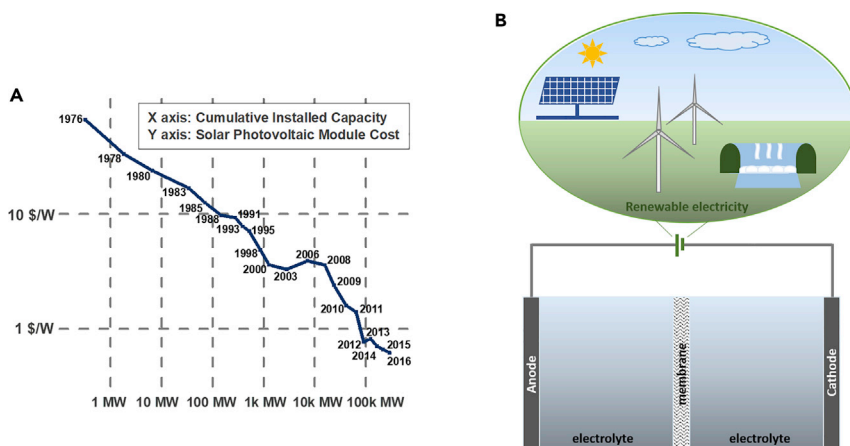 A
X axis: Cumulative Installed Capacity
Y axis: Solar Photovoltaic Module Cost
1976
1978
1980
1983
1985
1988
1991
1993
1995
1998
2000
2003
2006
2008
2009
2010
2011
2012
2013
2014
2015
2016
10 $/W
1 $/W
1 MW 10 MW 100 MW 1k MW 10k MW 100k MW
B
Renewable electricity
Anode
membrane
Cathode
electrolyte
electrolyte